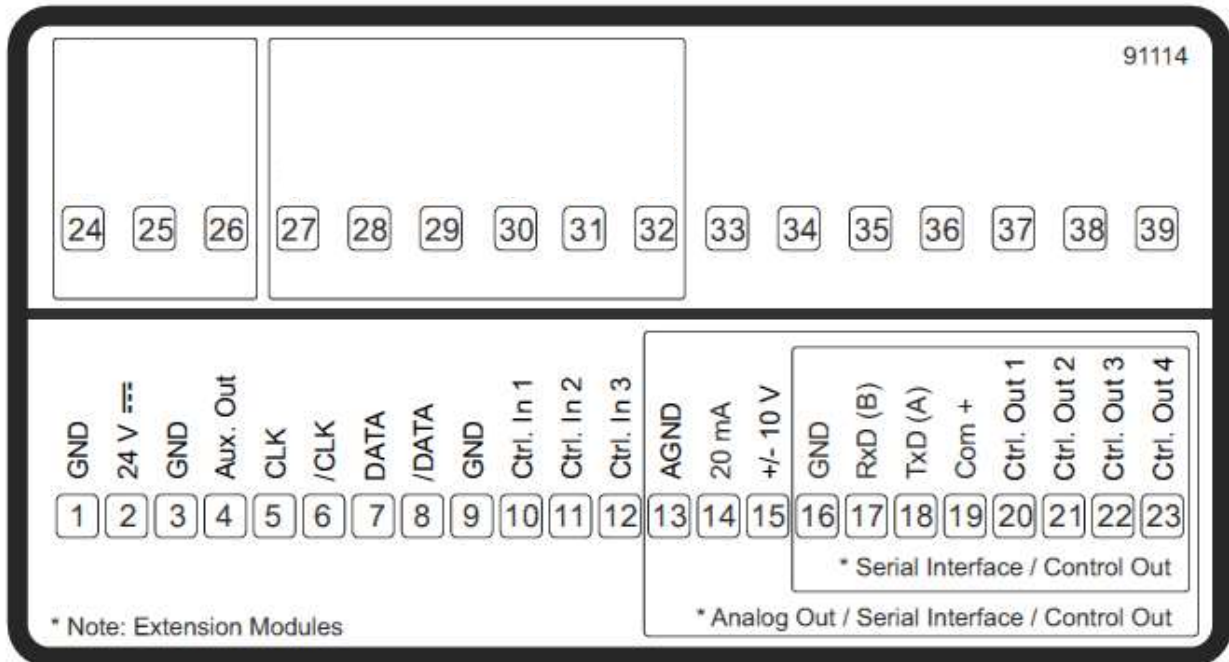 91114
24 25 26 27 28 29 30 31 32 33 34 35 36 37 38 39
GND 24 V ⎓ GND Aux. Out CLK /CLK DATA /DATA GND Ctrl. In 1 Ctrl. In 2 Ctrl. In 3 AGND 20 mA +/- 10 V GND RxD (B) TxD (A) Com + Ctrl. Out 1 Ctrl. Out 2 Ctrl. Out 3 Ctrl. Out 4
1 2 3 4 5 6 7 8 9 10 11 12 13 14 15 16 17 18 19 20 21 22 23
* Serial Interface / Control Out
* Analog Out / Serial Interface / Control Out
* Note: Extension Modules